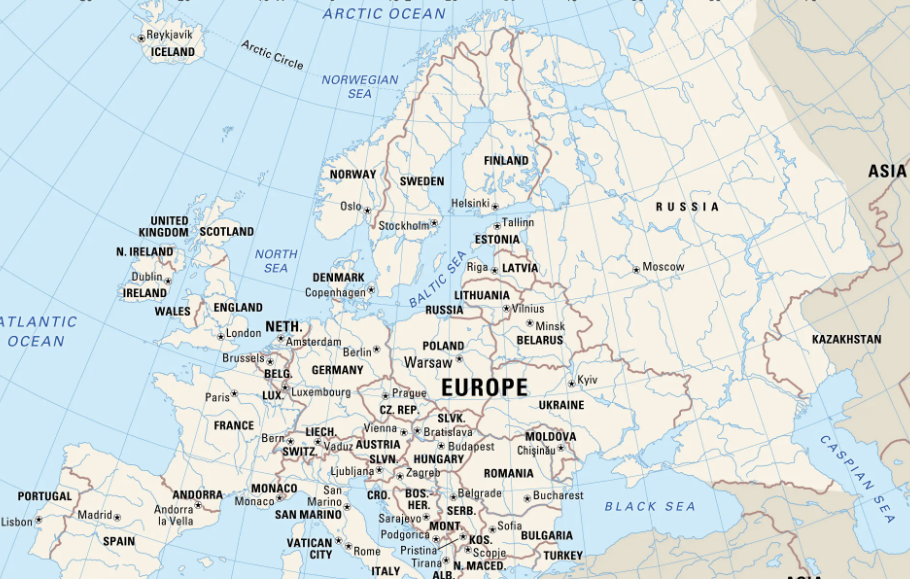 ARCTIC OCEAN
Reykjavík
ICELAND
Arctic Circle
NORWEGIAN
SEA
ASIA
FINLAND
NORWAY
SWEDEN
Helsinki
Oslo
RUSSIA
Stockholm
Tallinn
UNITED
KINGDOM
SCOTLAND
ESTONIA
N. IRELAND
NORTH
SEA
Dublin
DENMARK
BALTIC SEA
Riga
LATVIA
Moscow
IRELAND
Copenhagen
LITHUANIA
WALES
ENGLAND
RUSSIA
Vilnius
ATLANTIC
OCEAN
NETH.
Minsk
London
Amsterdam
BELARUS
KAZAKHSTAN
Brussels
Berlin
POLAND
Warsaw
BELG.
GERMANY
EUROPE
Kyiv
Paris
LUX.
Luxembourg
Prague
CZ. REP.
UKRAINE
FRANCE
SLVK.
Bern
LIECH.
Vienna
Bratislava
MOLDOVA
SWITZ.
Vaduz
AUSTRIA
Budapest
Chișinău
SLVN.
HUNGARY
Ljubljana
Zagreb
ROMANIA
CASPIAN SEA
PORTUGAL
ANDORRA
MONACO
San
Marino
CRO.
BOS.-
HER.
Belgrade
Bucharest
Monaco
Andorra
la Vella
SERB.
BLACK SEA
Lisbon
Madrid
SAN MARINO
Sarajevo
MONT.
Sofia
SPAIN
VATICAN
CITY
Podgorica
KOS.
BULGARIA
Rome
Pristina
Scopje
TURKEY
Tirana
N. MACED.
ITALY
ALB.
ASIA